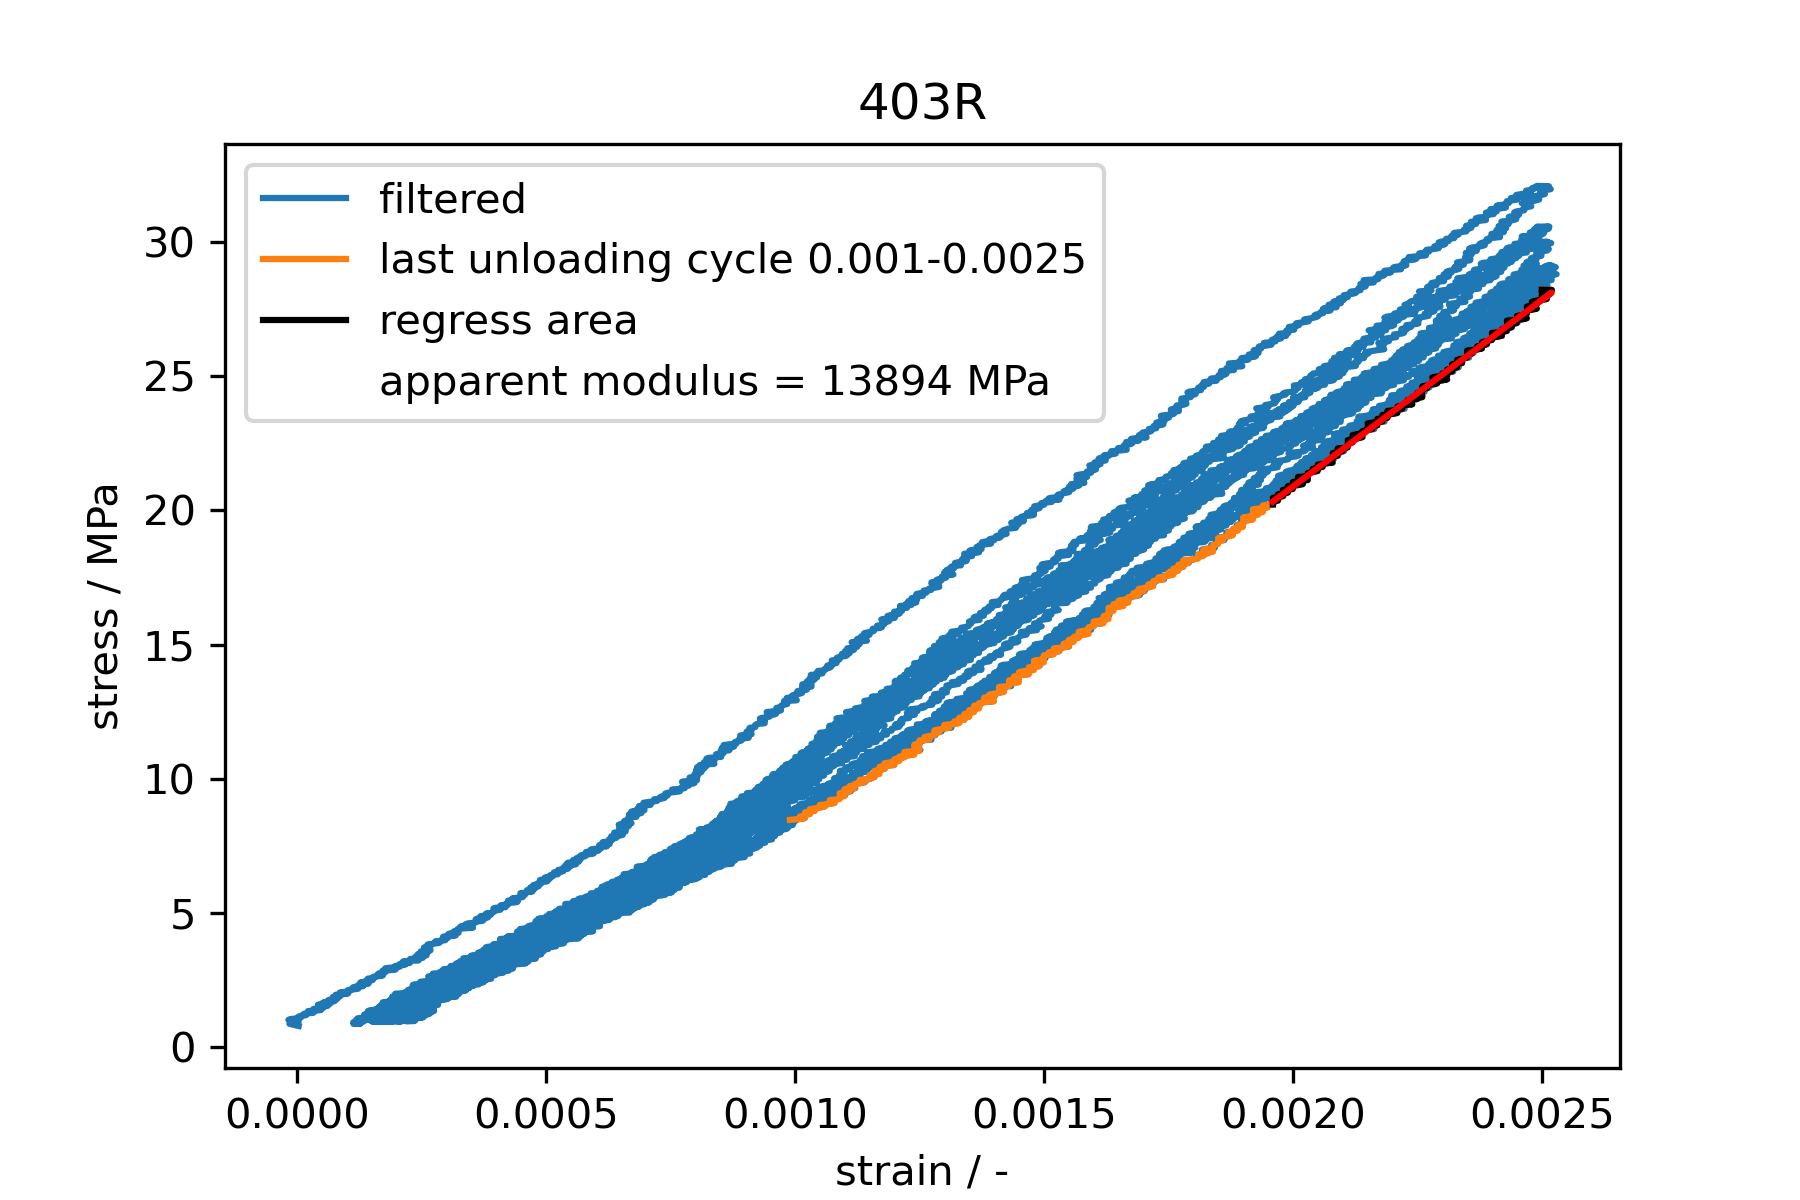 403R
filtered
last unloading cycle 0.001-0.0025
regress area
apparent modulus = 13894 MPa
stress / MPa
30
25
20
15
10
5
0
0.0000 0.0005 0.0010 0.0015 0.0020 0.0025
strain / -